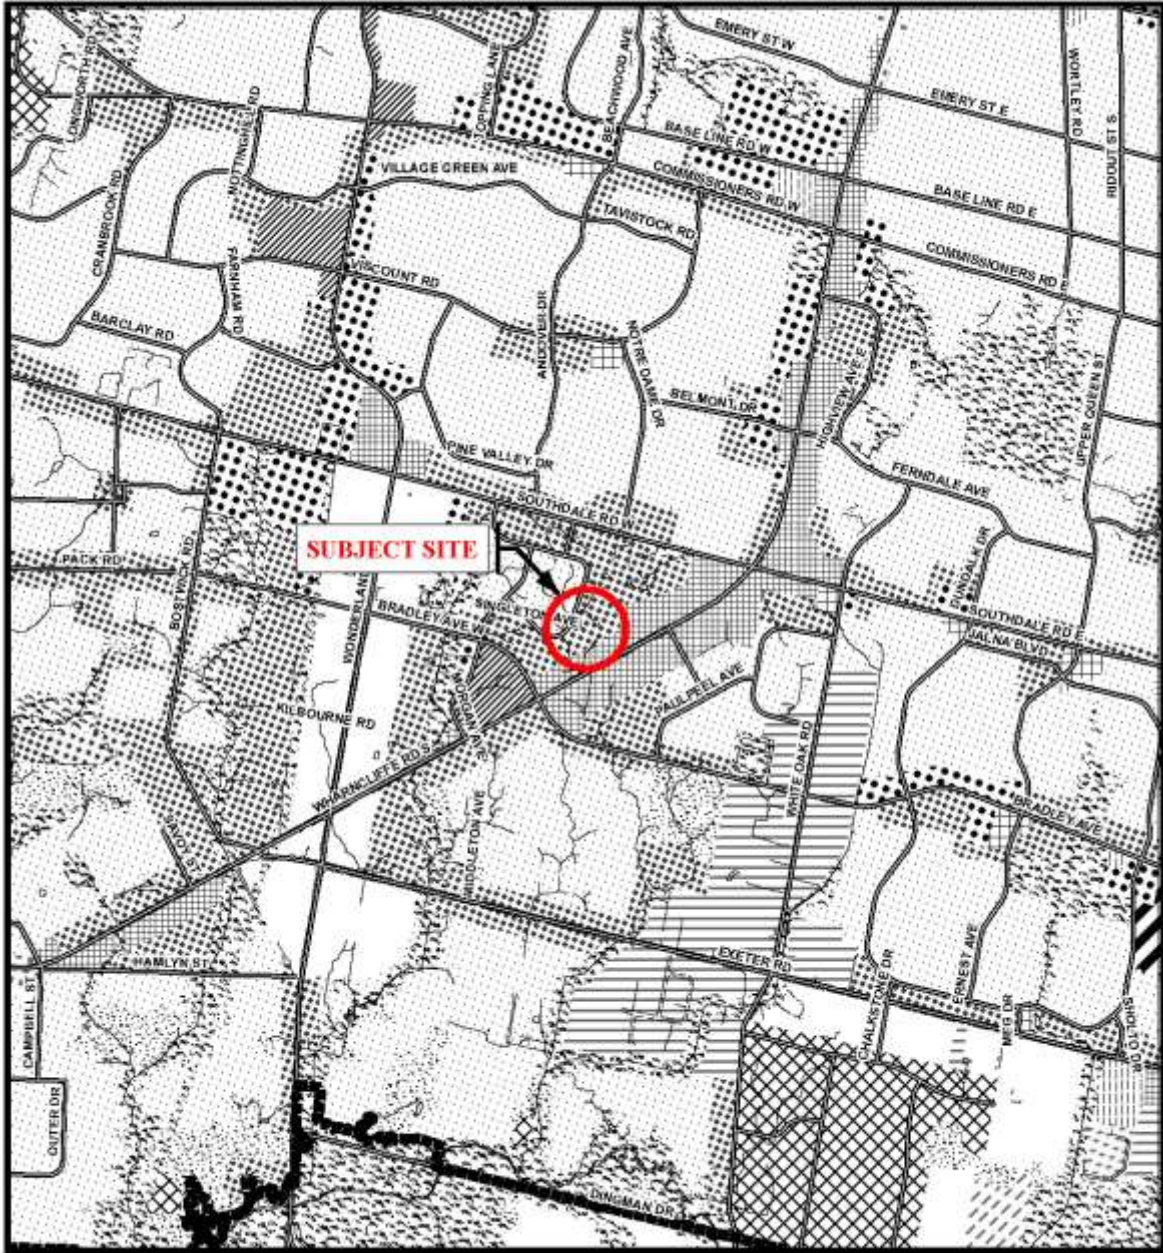 EMERY ST W
WORTLEY RD
EMERY ST E
RIDOUT ST S
TOPPING LANE
BEACHWOOD AVE
BASE LINE RD W
VILLAGE GREEN AVE
COMMISSIONERS RD W
BASE LINE RD E
CRANBROOK RD
TAVISTOCK RD
COMMISSIONERS RD E
FARNHAM RD
VISCOUNT RD
BARCLAY RD
ANDOVER DR
NOTRE DAME DR
HIGHVIEW AVE E
UPPER QUEEN ST
BELMONT DR
PINE VALLEY DR
FERNDALE AVE
SOUTHDALE RD
SUBJECT SITE
PACK RD
BOSTWICK RD
WONDERLAND
BRADLEY AVE W
SINGLETON AVE
SOUTHDALE RD E
JALNA BLVD
PAULPEEL AVE
KILBOURNE RD
WHITE OAK RD
WHARNCLIFFE RD S
MIDDLETON AVE
BRADLEY AVE
EXETER RD
ERNEST AVE
HAMLYN ST
CAMPBELL ST
CHALKSTONE DR
MEG DR
SHOLTO DR
OUTER DR
DINGMAN DR